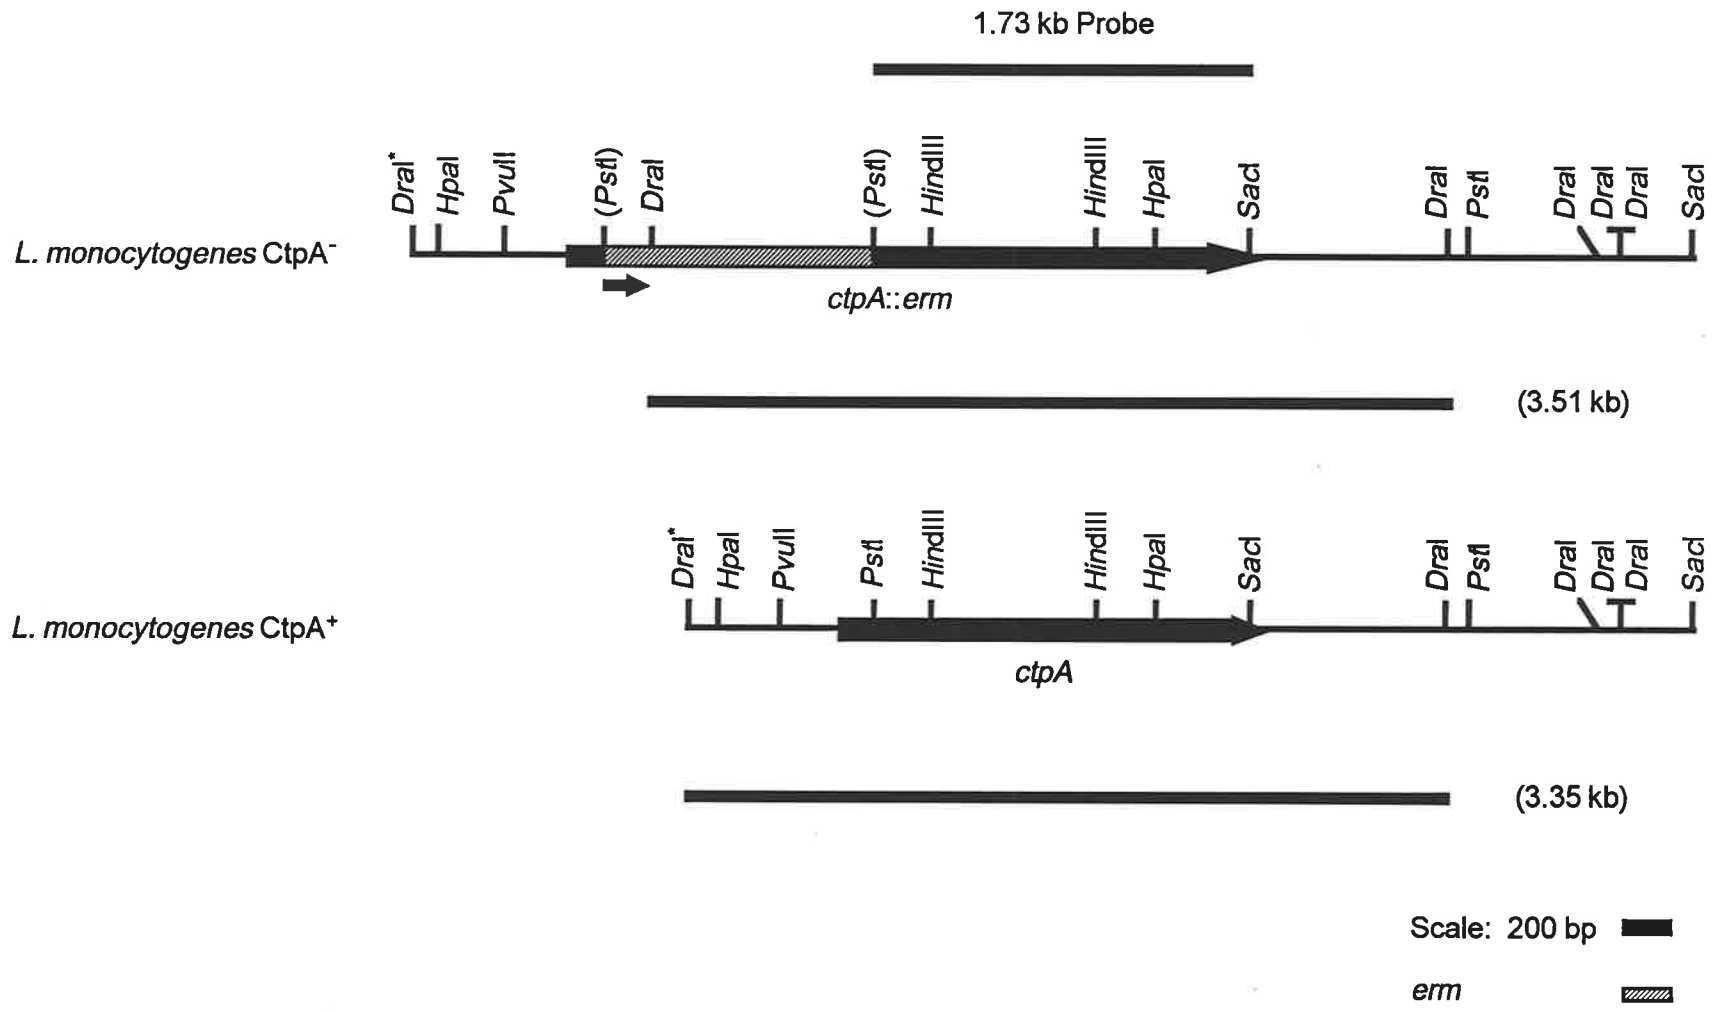 1.73 kb Probe
DraI* HpaI PvuII (PstI) DraI (PstI) HindIII HindIII HpaI SacI DraI PstI DraI DraI DraI SacI
L. monocytogenes CtpA⁻
ctpA::erm
(3.51 kb)
DraI* HpaI PvuII PstI HindIII HindIII HpaI SacI DraI PstI DraI DraI DraI SacI
L. monocytogenes CtpA⁺
ctpA
(3.35 kb)
Scale: 200 bp
erm